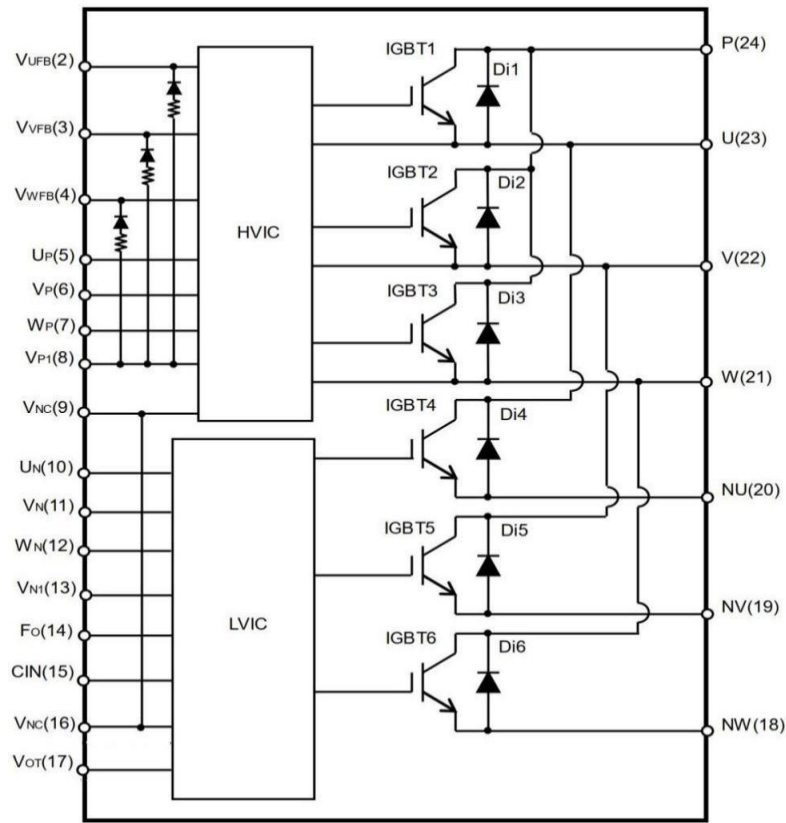 VUFB(2)
VVFB(3)
VWFB(4)
UP(5)
VP(6)
WP(7)
VP1(8)
VNC(9)
UN(10)
VN(11)
WN(12)
VN1(13)
FO(14)
CIN(15)
VNC(16)
VOT(17)
HVIC
LVIC
IGBT1
Di1
IGBT2
Di2
IGBT3
Di3
IGBT4
Di4
IGBT5
Di5
IGBT6
Di6
P(24)
U(23)
V(22)
W(21)
NU(20)
NV(19)
NW(18)